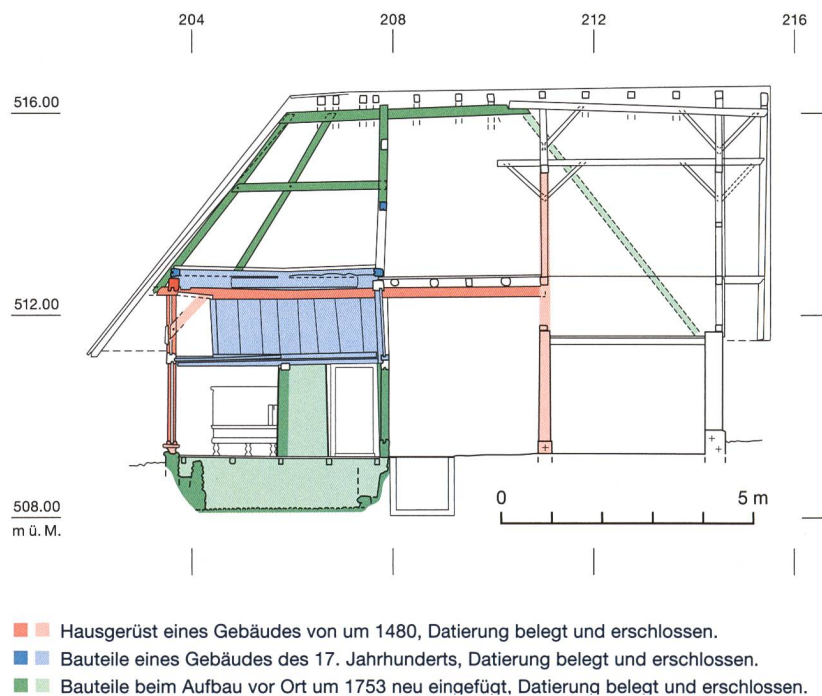 204 208 212 216
516.00
512.00
508.00
m ü. M.
0 5 m
Hausgerüst eines Gebäudes von um 1480, Datierung belegt und erschlossen.
Bauteile eines Gebäudes des 17. Jahrhunderts, Datierung belegt und erschlossen.
Bauteile beim Aufbau vor Ort um 1753 neu eingefügt, Datierung belegt und erschlossen.